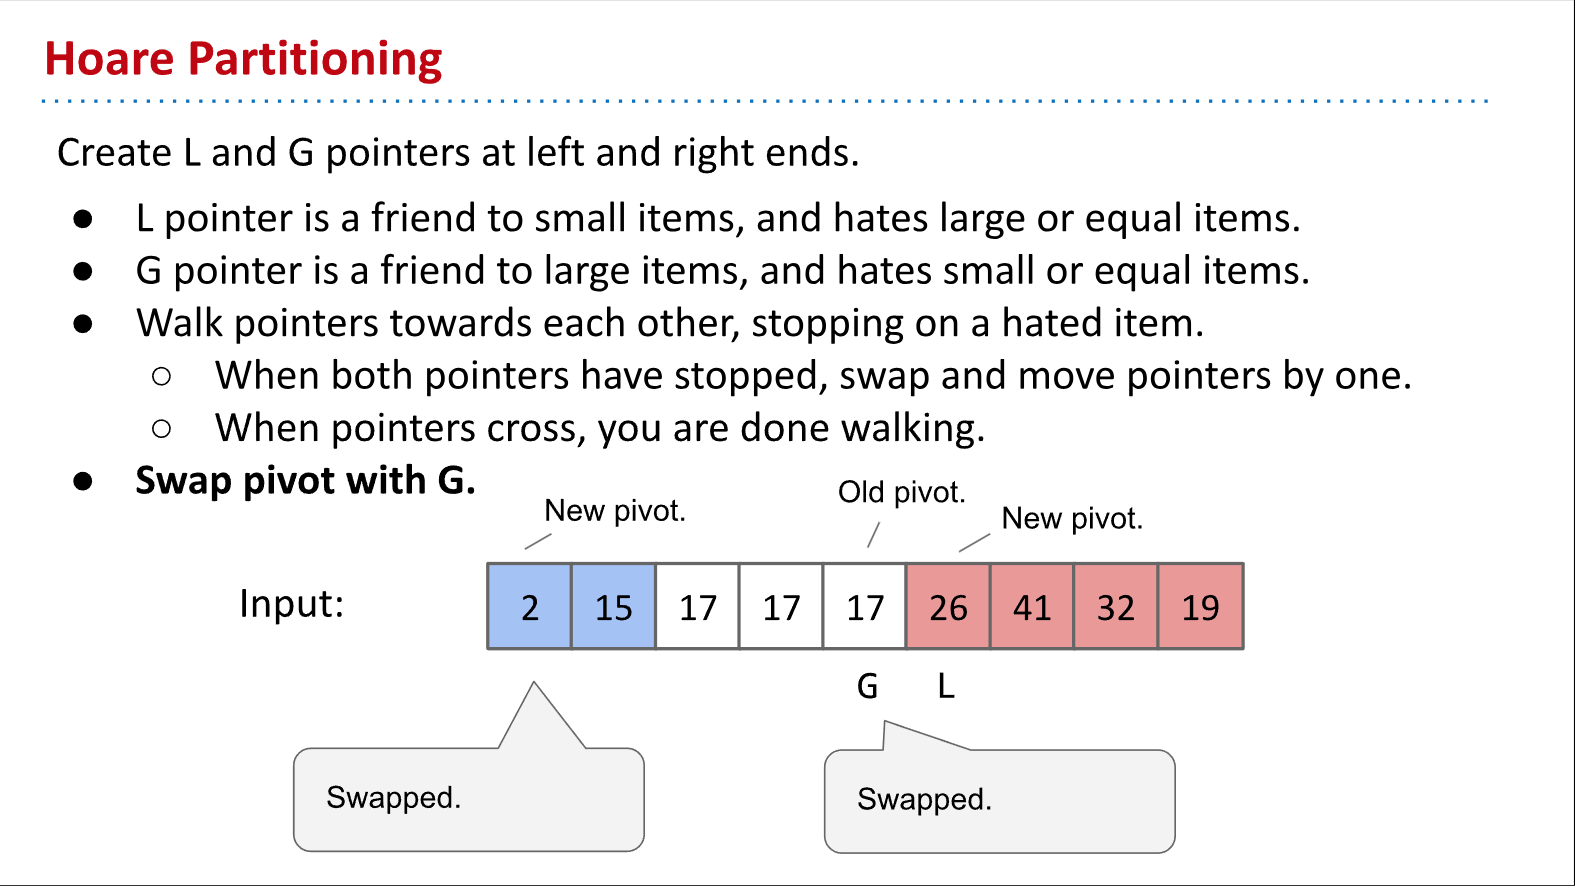 Hoare Partitioning
Create L and G pointers at left and right ends.
● L pointer is a friend to small items, and hates large or equal items.
● G pointer is a friend to large items, and hates small or equal items.
● Walk pointers towards each other, stopping on a hated item.
○ When both pointers have stopped, swap and move pointers by one.
○ When pointers cross, you are done walking.
● Swap pivot with G.
New pivot.
Old pivot.
New pivot.
Input:
2 15 17 17 17 26 41 32 19
G L
Swapped.
Swapped.